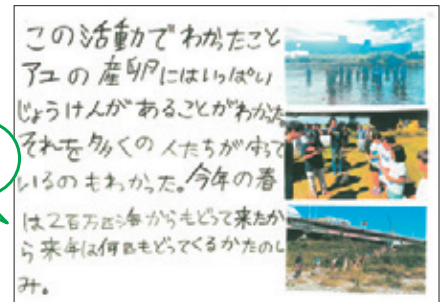 この活動でわかったこと
アユの産卵にはいっぱい
じょうけんがあることがわかった
それを多くの人たちがやって
いるのもわかった。今年の春
は2百万匹海からもどって来たか
ら来年は何匹もどってくるかたのし
み。